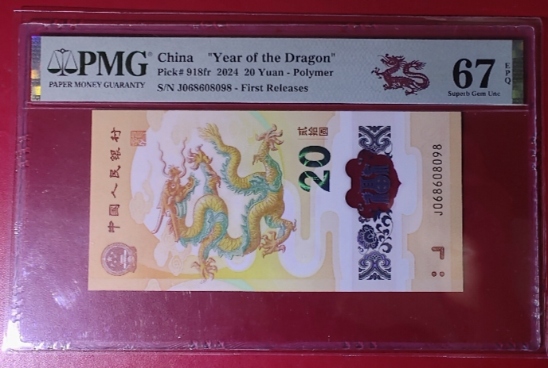 PMG
PAPER MONEY GUARANTY
China "Year of the Dragon"
Pick# 918fr 2024 20 Yuan - Polymer
S/N J068608098 - First Releases
67 EPQ
Superb Gem Unc
中国人民银行
贰拾圆
20
J068608098